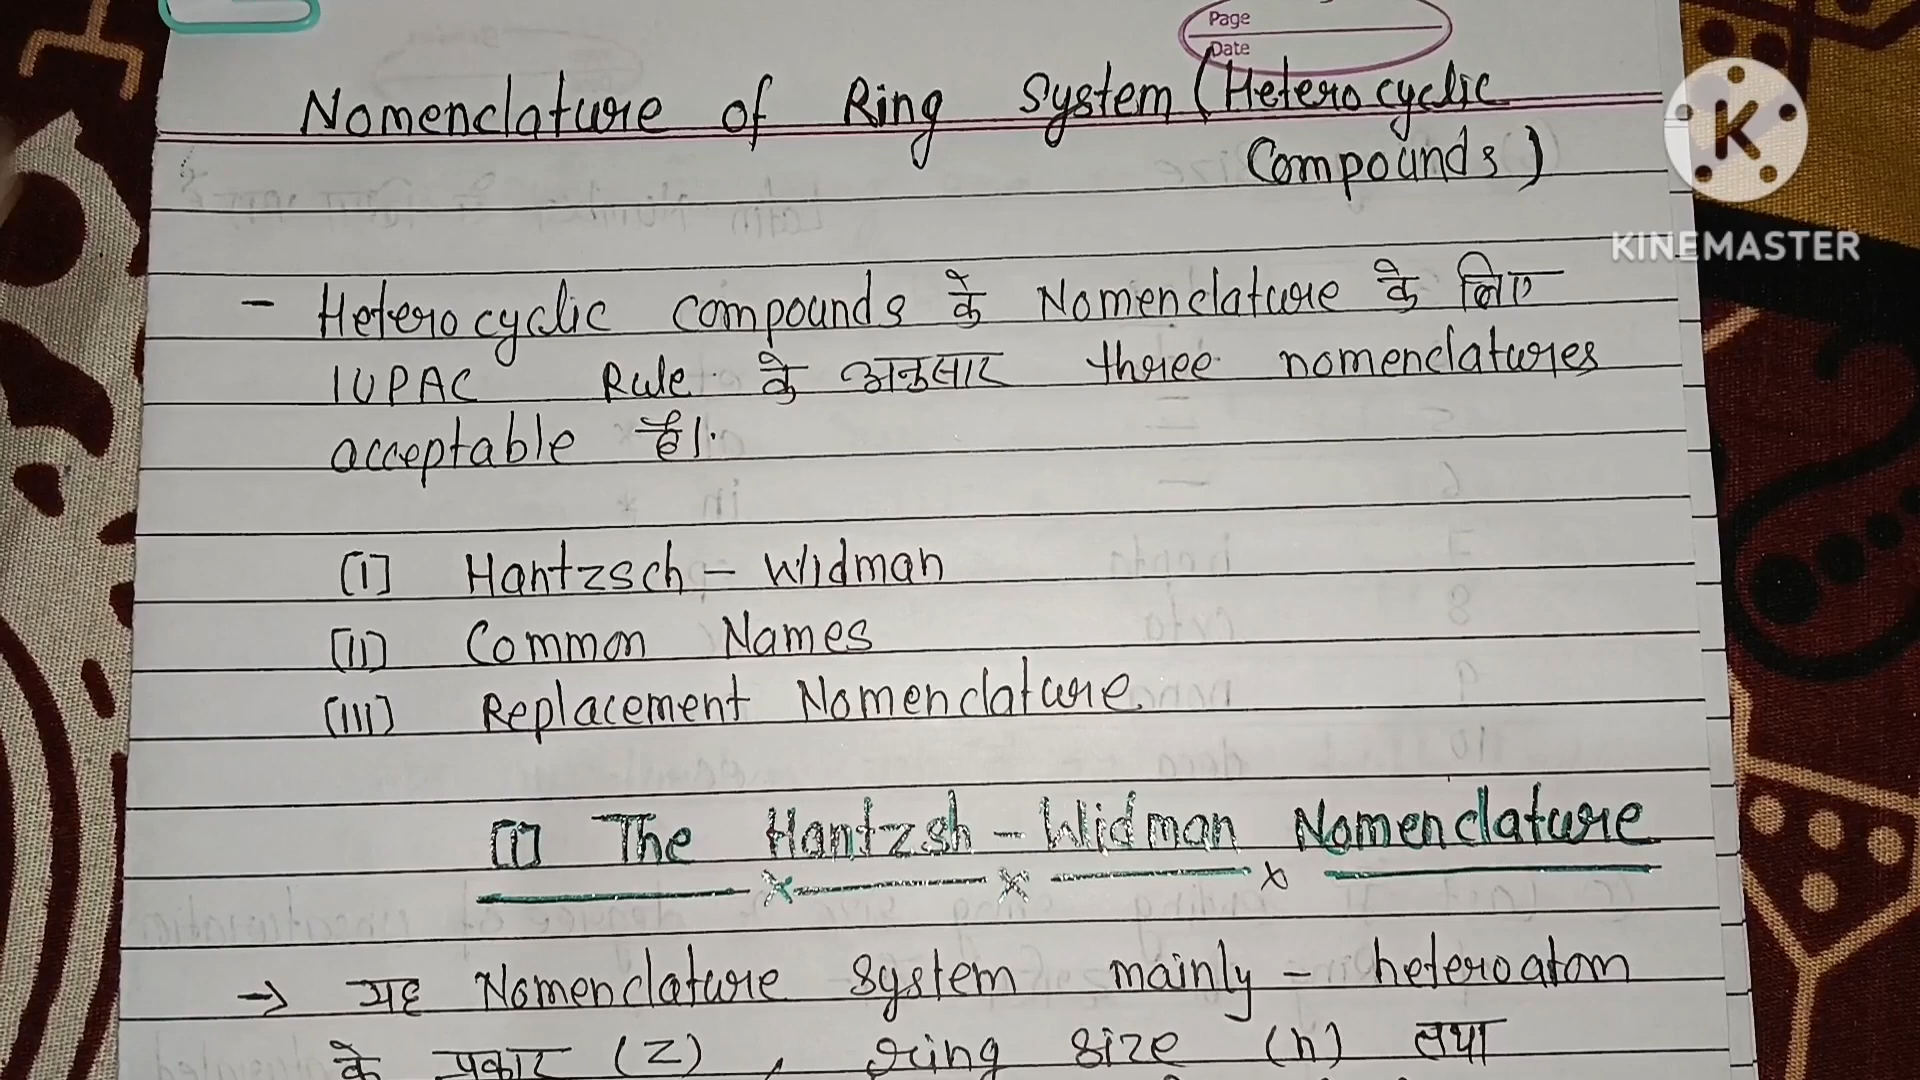 Page
Date
Nomenclature of Ring System (Heterocyclic
Compounds)
K
KINEMASTER
- Heterocyclic compounds के Nomenclature के लिए
IUPAC Rule के अनुसार three nomenclatures
acceptable हैं।
(I) Hantzsch - Widman
(II) Common Names
(III) Replacement Nomenclature
(I) The Hantzsh - Widman Nomenclature
→ यह Nomenclature System mainly - heteroatom
के प्रकार (Z), ring size (n) तथा